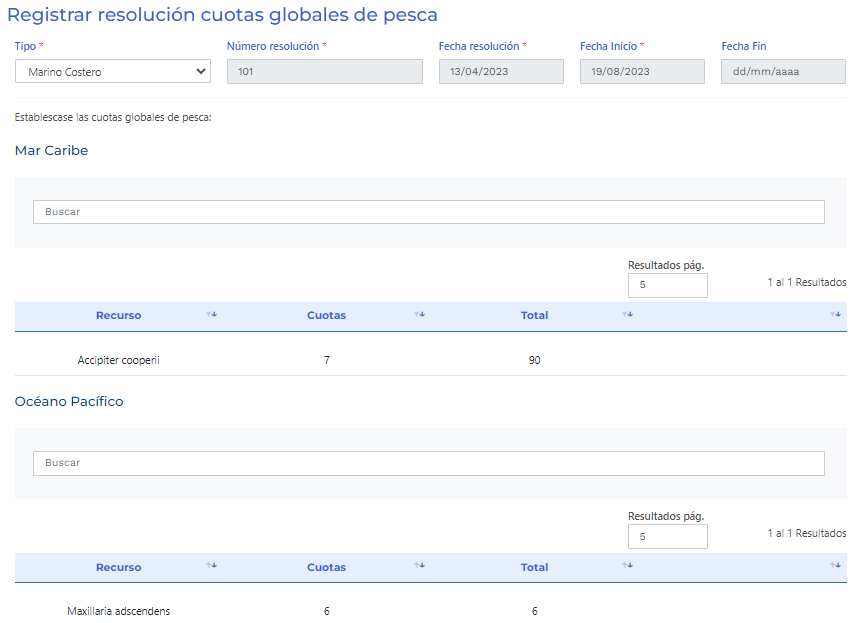 Registrar resolución cuotas globales de pesca
Tipo * Número resolución * Fecha resolución * Fecha Inicio * Fecha Fin
Marino Costero 101 13/04/2023 19/08/2023 dd/mm/aaaa
Establescase las cuotas globales de pesca:
Mar Caribe
Buscar
Resultados pág.
5 1 al 1 Resultados
Recurso Cuotas Total
Accipiter cooperii 7 90
Océano Pacífico
Buscar
Resultados pág.
5 1 al 1 Resultados
Recurso Cuotas Total
Maxillaria adscendens 6 6